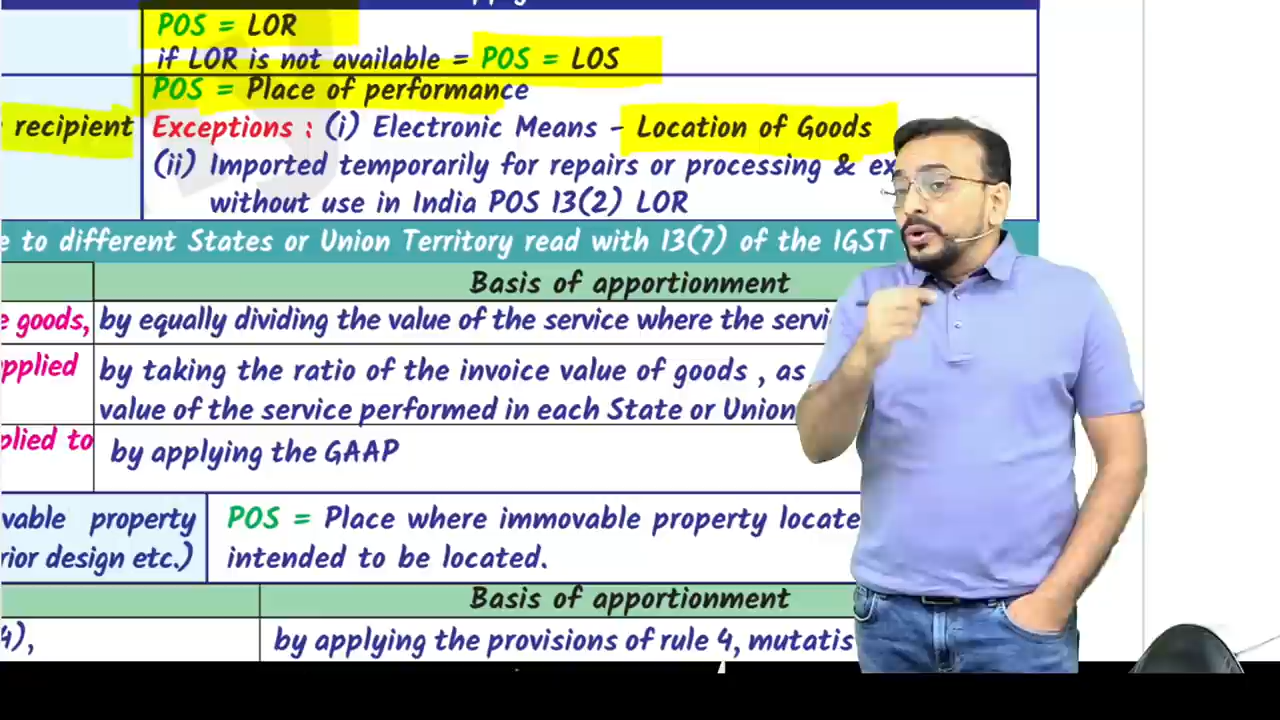 POS = LOR
if LOR is not available = POS = LOS
POS = Place of performance
recipient Exceptions : (i) Electronic Means - Location of Goods
(ii) Imported temporarily for repairs or processing & ex
without use in India POS 13(2) LOR
e to different States or Union Territory read with 13(7) of the IGST
Basis of apportionment
e goods, by equally dividing the value of the service where the servi
pplied by taking the ratio of the invoice value of goods , as
value of the service performed in each State or Union
plied to by applying the GAAP
vable property POS = Place where immovable property locate
rior design etc.) intended to be located.
Basis of apportionment
4), by applying the provisions of rule 4, mutatis